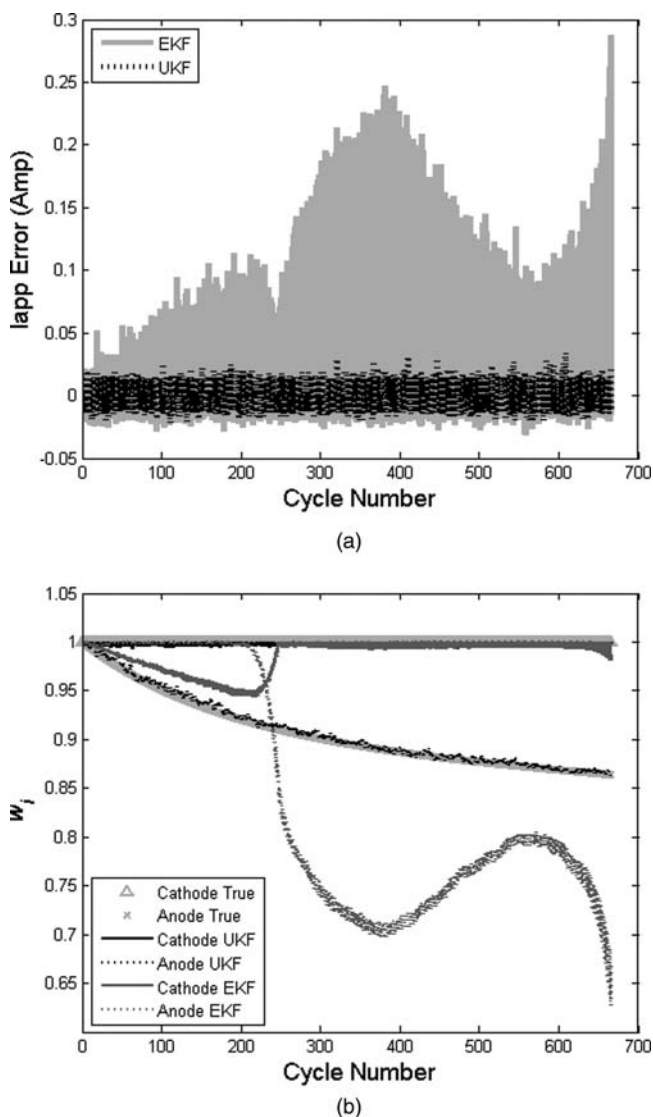 0.3
EKF
UKF
0.25
0.2
0.15
0.1
0.05
0
-0.05
Iapp Error (Amp)
0 100 200 300 400 500 600 700
Cycle Number
(a)
1.05
1
0.95
0.9
0.85
0.8
0.75
0.7
0.65
w_i
Cathode True
Anode True
Cathode UKF
Anode UKF
Cathode EKF
Anode EKF
0 100 200 300 400 500 600 700
Cycle Number
(b)